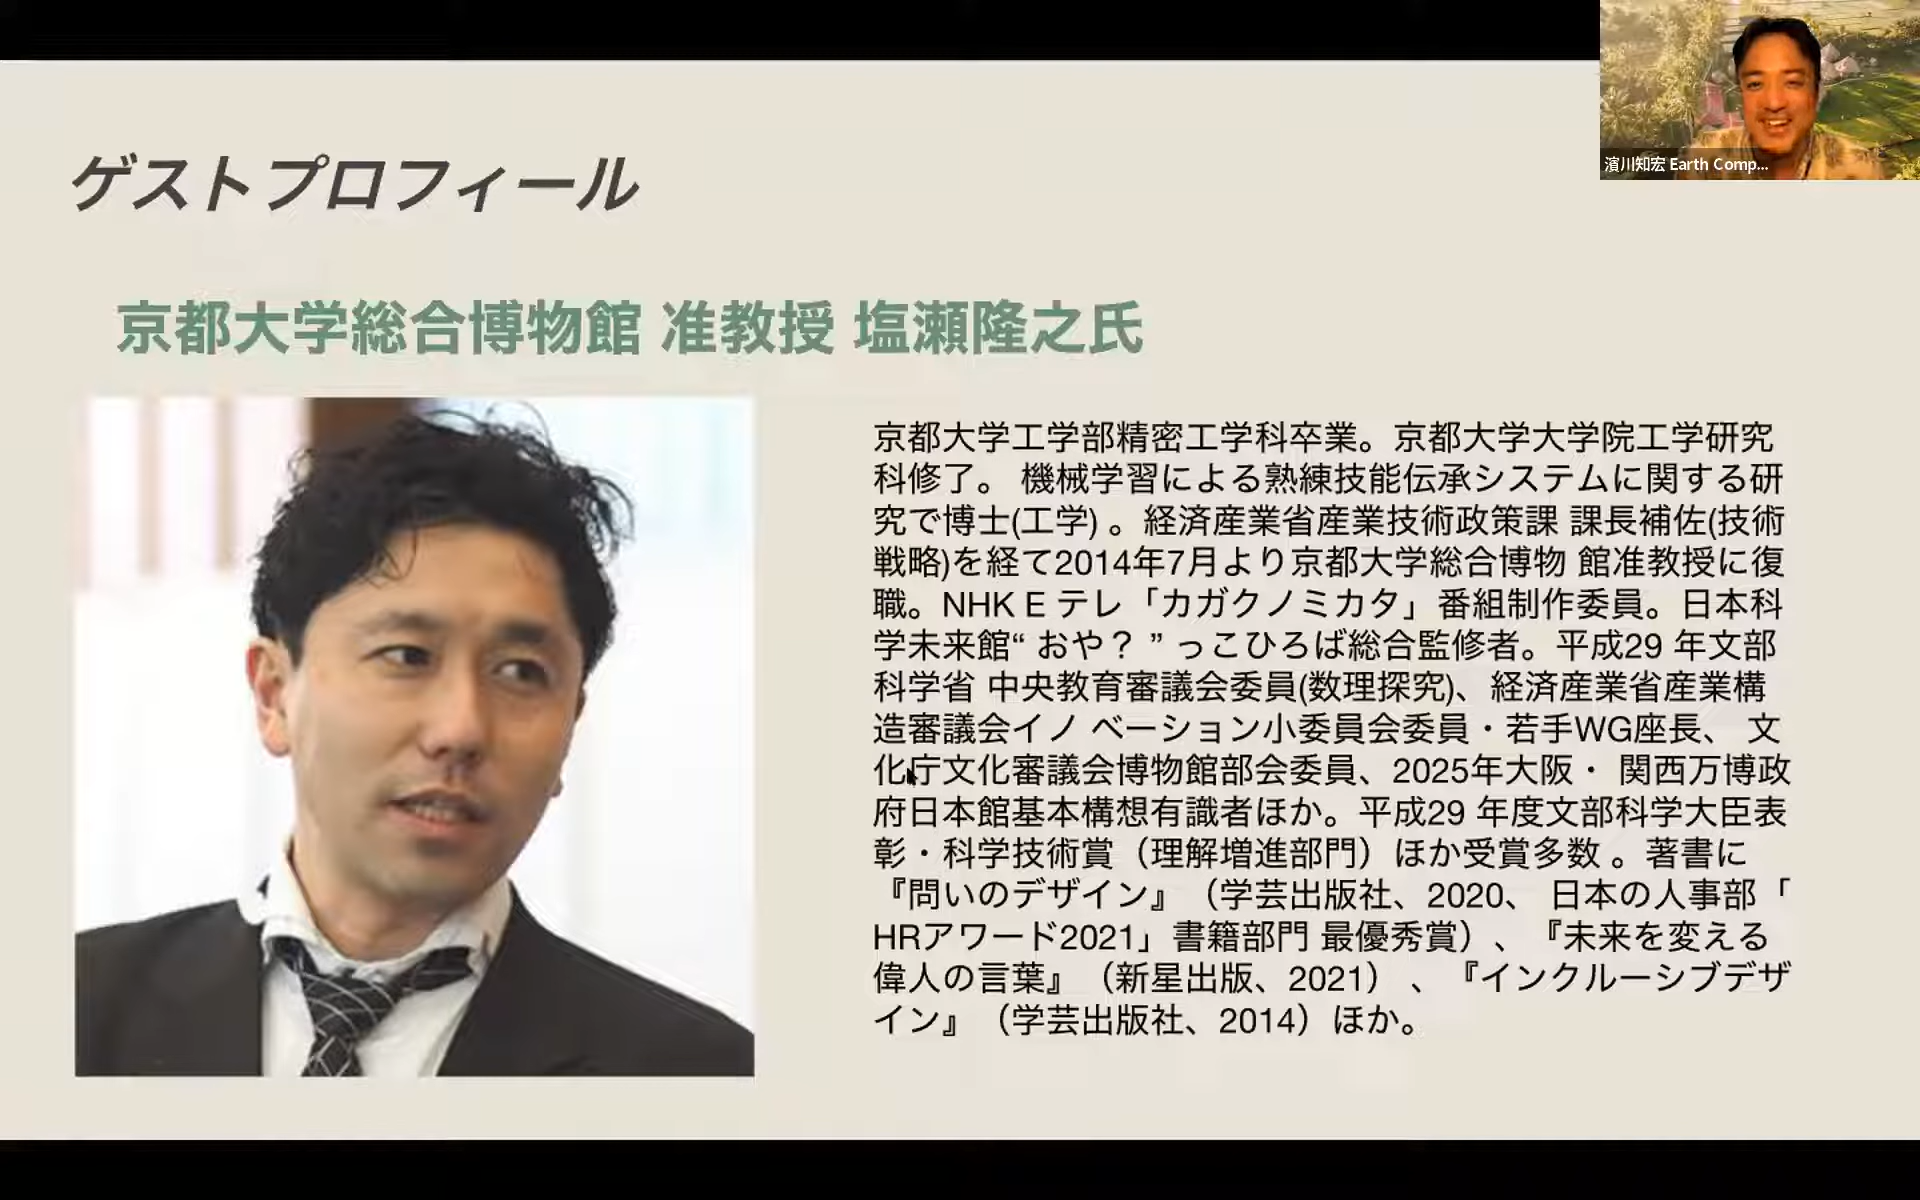 濱川知宏 Earth Comp...
ゲストプロフィール
京都大学総合博物館 准教授 塩瀬隆之氏
京都大学工学部精密工学科卒業。京都大学大学院工学研究
科修了。 機械学習による熟練技能伝承システムに関する研
究で博士(工学) 。経済産業省産業技術政策課 課長補佐(技術
戦略)を経て2014年7月より京都大学総合博物 館准教授に復
職。NHK E テレ「カガクノミカタ」番組制作委員。日本科
学未来館“ おや？ ” っこひろば総合監修者。平成29 年文部
科学省 中央教育審議会委員(数理探究)、経済産業省産業構
造審議会イノ ベーション小委員会委員・若手WG座長、 文
化庁文化審議会博物館部会委員、2025年大阪・ 関西万博政
府日本館基本構想有識者ほか。平成29 年度文部科学大臣表
彰・科学技術賞（理解増進部門）ほか受賞多数 。著書に
『問いのデザイン』（学芸出版社、2020、 日本の人事部「
HRアワード2021」書籍部門 最優秀賞）、『未来を変える
偉人の言葉』（新星出版、2021） 、『インクルーシブデザ
イン』（学芸出版社、2014）ほか。